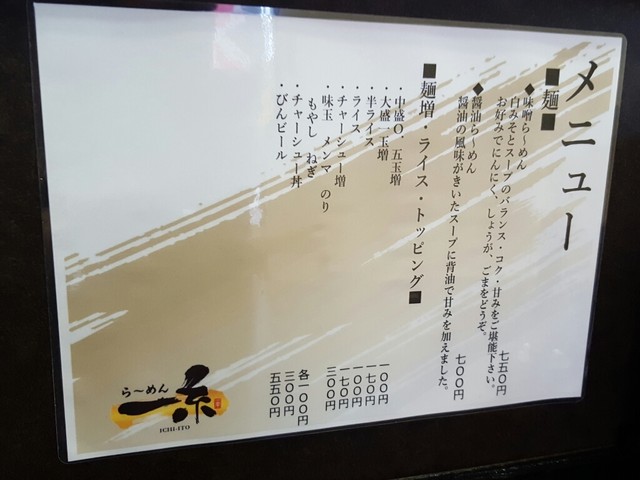 メニュー
■麺■
◆味噌ら〜めん 七五〇円
白みそとスープのバランス・コク・甘みをご堪能下さい。
お好みでにんにく、しょうが、ごまをどうぞ。
◆醤油ら〜めん 七〇〇円
醤油の風味がきいたスープに背油で甘みを加えました。
■麺増・ライス・トッピング■
・中盛〇、五玉増 一〇〇円
・大盛一玉増 一七〇円
・半ライス 一〇〇円
・ライス 一七〇円
・チャーシュー増 三〇〇円
・味玉 メンマ のり
もやし ねぎ 各一〇〇円
・チャーシュー丼 三〇〇円
・びんビール 五五〇円
ら〜めん
一糸
ICHI-ITO